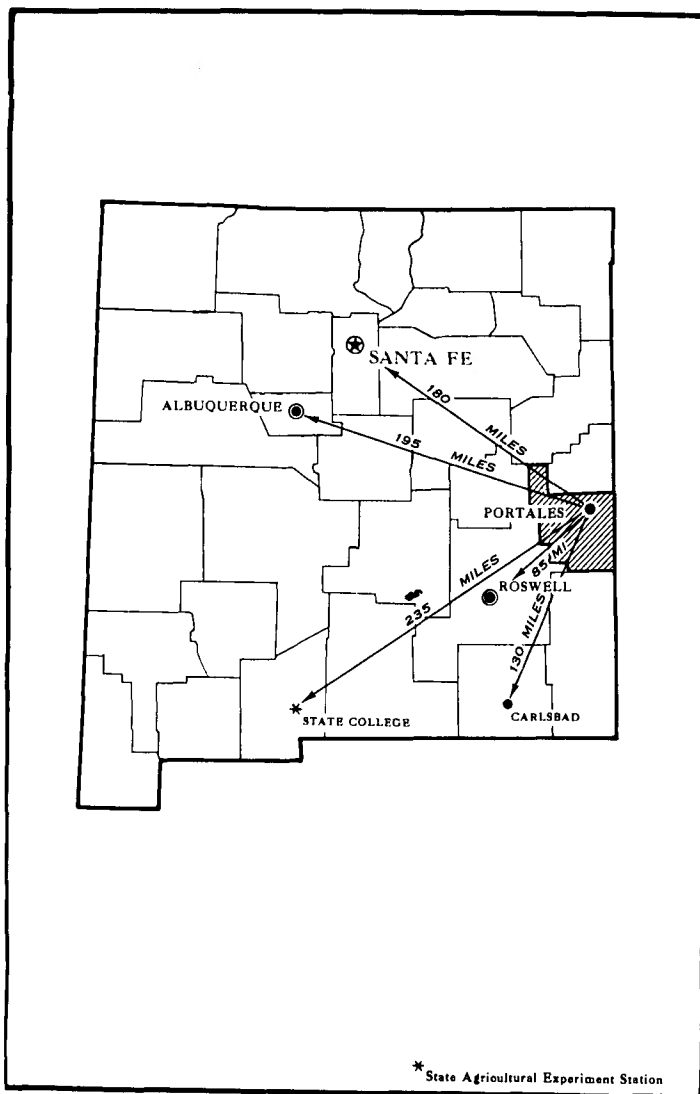 SANTA FE
ALBUQUERQUE
180 MILES
195 MILES
PORTALES
85 MI.
ROSWELL
235 MILES
130 MILES
STATE COLLEGE
CARLSBAD
*State Agricultural Experiment Station